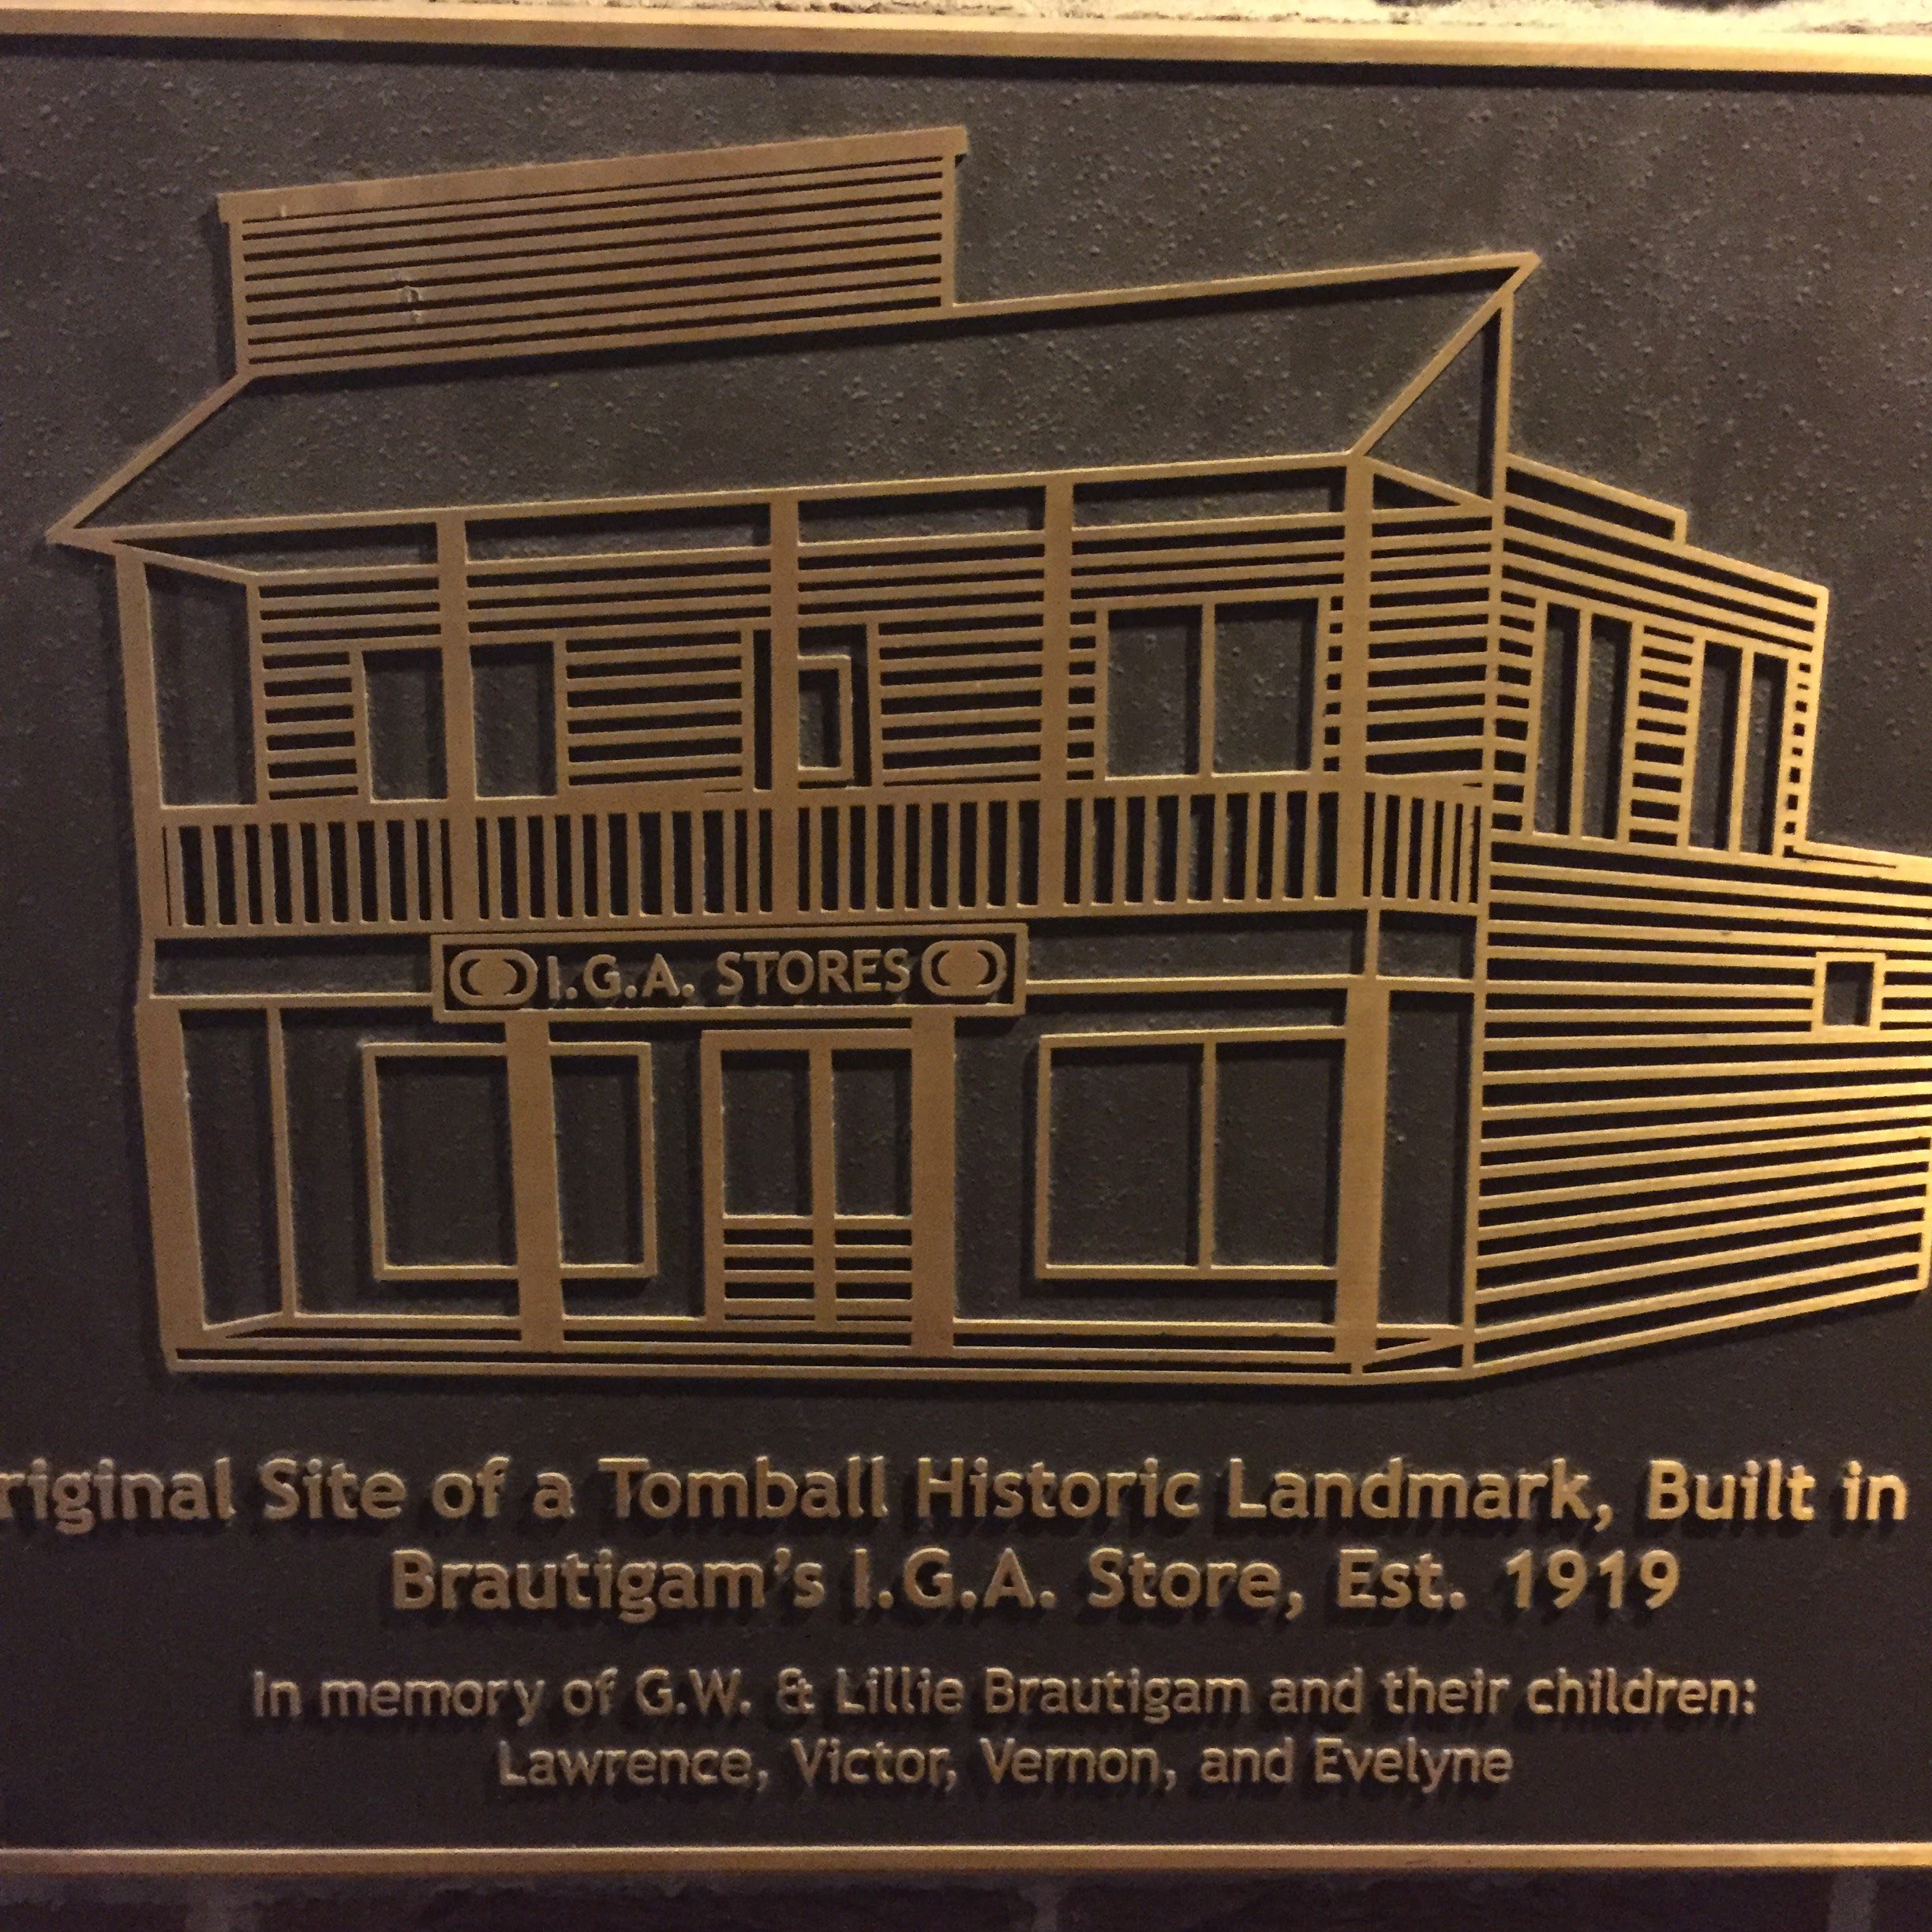 I.G.A. STORES
riginal Site of a Tomball Historic Landmark, Built in
Brautigam's I.G.A. Store, Est. 1919
In memory of G.W. & Lillie Brautigam and their children:
Lawrence, Victor, Vernon, and Evelyne